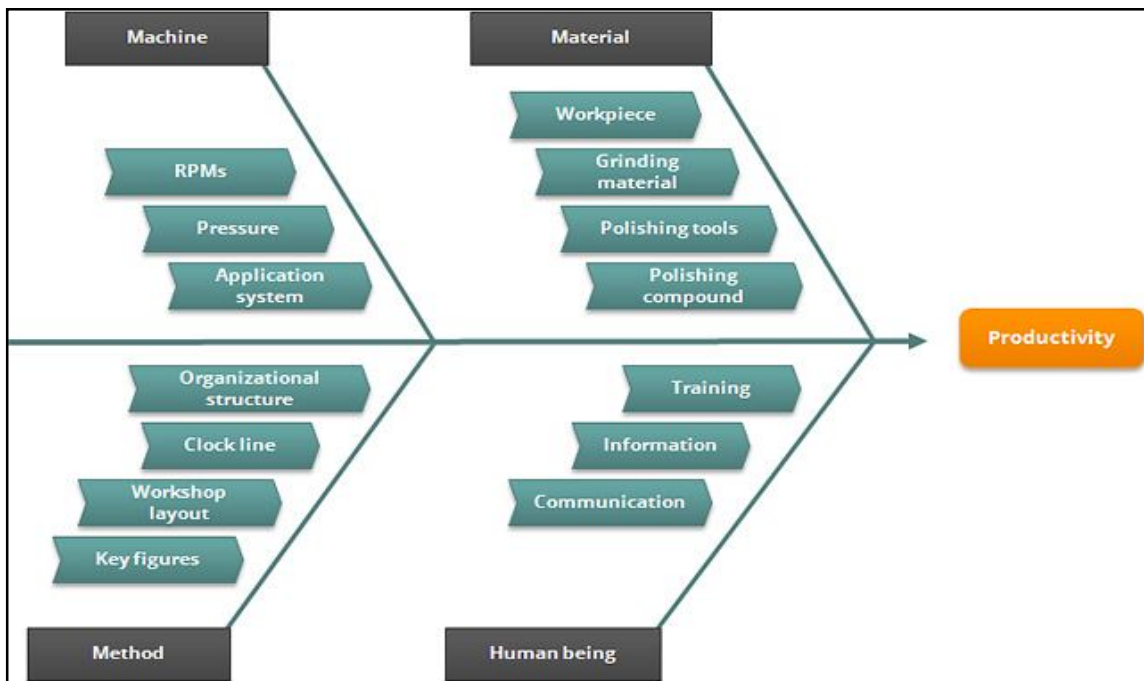 Machine
Material
RPMs
Pressure
Application
system
Workpiece
Grinding
material
Polishing tools
Polishing
compound
Productivity
Organizational
structure
Clock line
Workshop
layout
Key figures
Training
Information
Communication
Method
Human being